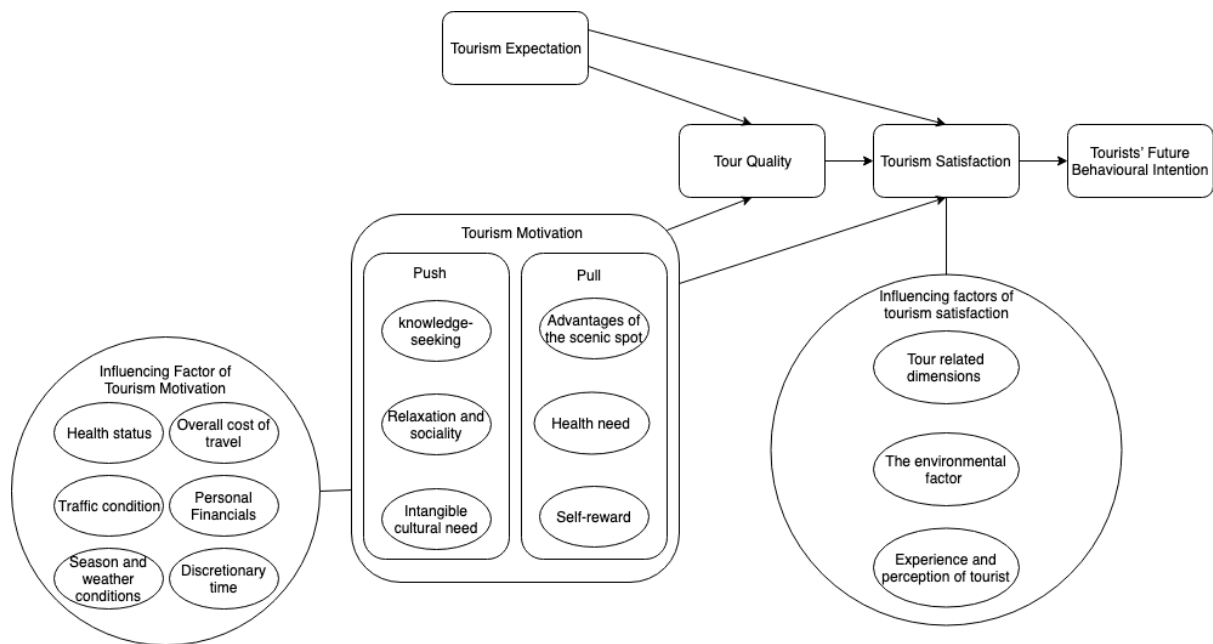 Tourism Expectation
Tour Quality
Tourism Satisfaction
Tourists' Future
Behavioural Intention
Tourism Motivation
Push
knowledge-
seeking
Relaxation and
sociality
Intangible
cultural need
Pull
Advantages of
the scenic spot
Health need
Self-reward
Influencing Factor of
Tourism Motivation
Health status
Overall cost of
travel
Traffic condition
Personal
Financials
Season and
weather
conditions
Discretionary
time
Influencing factors of
tourism satisfaction
Tour related
dimensions
The environmental
factor
Experience and
perception of tourist